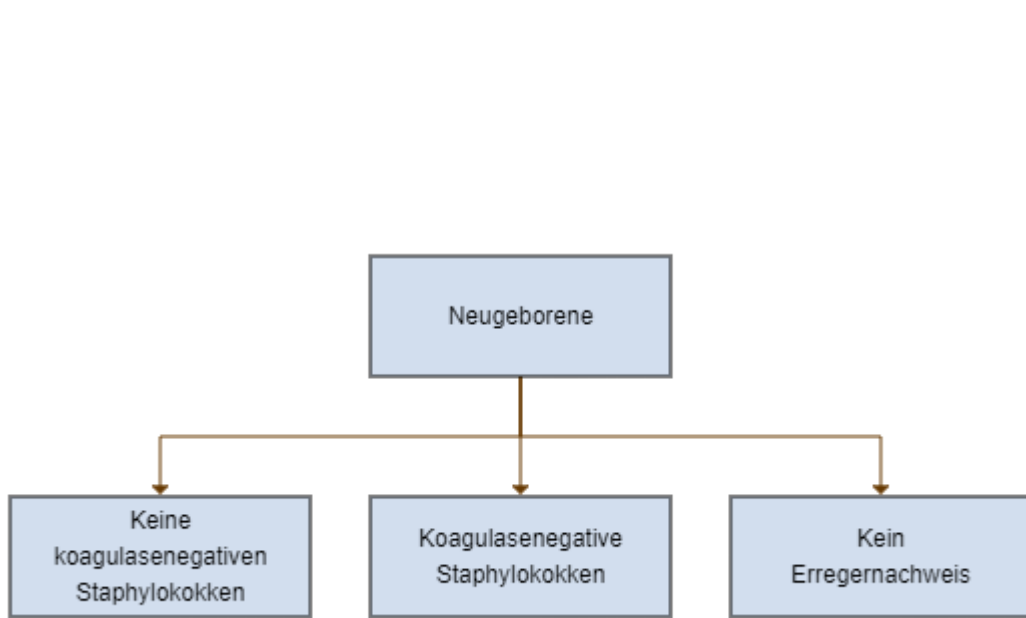 Neugeborene
Keine
koagulasenegativen
Staphylokokken
Koagulasenegative
Staphylokokken
Kein
Erregernachweis